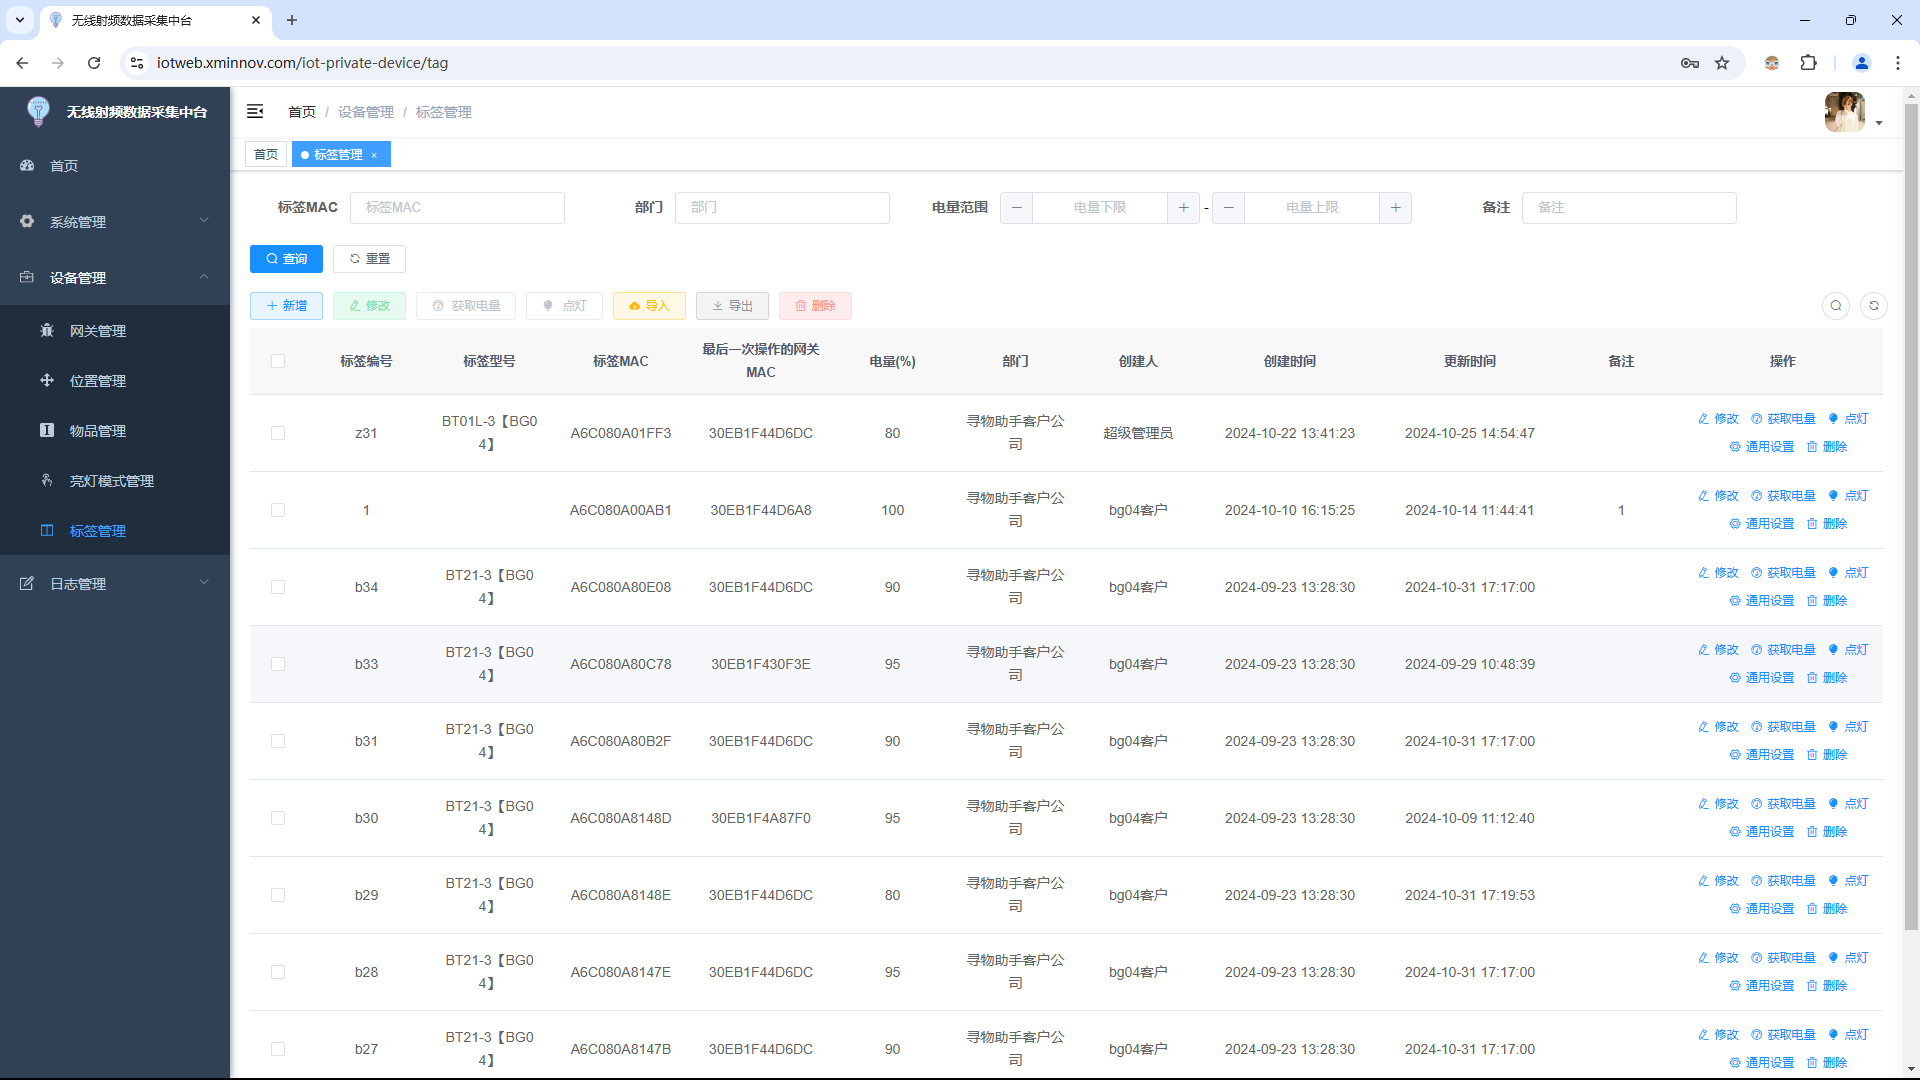 无线射频数据采集中台
iotweb.xminnov.com/iot-private-device/tag
无线射频数据采集中台
首页 / 设备管理 / 标签管理
首页
系统管理
设备管理
网关管理
位置管理
物品管理
亮灯模式管理
标签管理
日志管理
首页 标签管理 ×
标签MAC 标签MAC 部门 部门 电量范围 − 电量下限 + - − 电量上限 + 备注 备注
查询 重置
新增 修改 获取电量 点灯 导入 导出 删除
标签编号 标签型号 标签MAC 最后一次操作的网关 电量(%) 部门 创建人 创建时间 更新时间 备注 操作
MAC
z31 BT01L-3【BG0 A6C080A01FF3 30EB1F44D6DC 80 寻物助手客户公 超级管理员 2024-10-22 13:41:23 2024-10-25 14:54:47 修改 获取电量 点灯
4】 司 通用设置 删除
1 A6C080A00AB1 30EB1F44D6A8 100 寻物助手客户公 bg04客户 2024-10-10 16:15:25 2024-10-14 11:44:41 1 修改 获取电量 点灯
司 通用设置 删除
b34 BT21-3【BG0 A6C080A80E08 30EB1F44D6DC 90 寻物助手客户公 bg04客户 2024-09-23 13:28:30 2024-10-31 17:17:00 修改 获取电量 点灯
4】 司 通用设置 删除
b33 BT21-3【BG0 A6C080A80C78 30EB1F430F3E 95 寻物助手客户公 bg04客户 2024-09-23 13:28:30 2024-09-29 10:48:39 修改 获取电量 点灯
4】 司 通用设置 删除
b31 BT21-3【BG0 A6C080A80B2F 30EB1F44D6DC 90 寻物助手客户公 bg04客户 2024-09-23 13:28:30 2024-10-31 17:17:00 修改 获取电量 点灯
4】 司 通用设置 删除
b30 BT21-3【BG0 A6C080A8148D 30EB1F4A87F0 95 寻物助手客户公 bg04客户 2024-09-23 13:28:30 2024-10-09 11:12:40 修改 获取电量 点灯
4】 司 通用设置 删除
b29 BT21-3【BG0 A6C080A8148E 30EB1F44D6DC 80 寻物助手客户公 bg04客户 2024-09-23 13:28:30 2024-10-31 17:19:53 修改 获取电量 点灯
4】 司 通用设置 删除
b28 BT21-3【BG0 A6C080A8147E 30EB1F44D6DC 95 寻物助手客户公 bg04客户 2024-09-23 13:28:30 2024-10-31 17:17:00 修改 获取电量 点灯
4】 司 通用设置 删除
b27 BT21-3【BG0 A6C080A8147B 30EB1F44D6DC 90 寻物助手客户公 bg04客户 2024-09-23 13:28:30 2024-10-31 17:17:00 修改 获取电量 点灯
4】 司 通用设置 删除